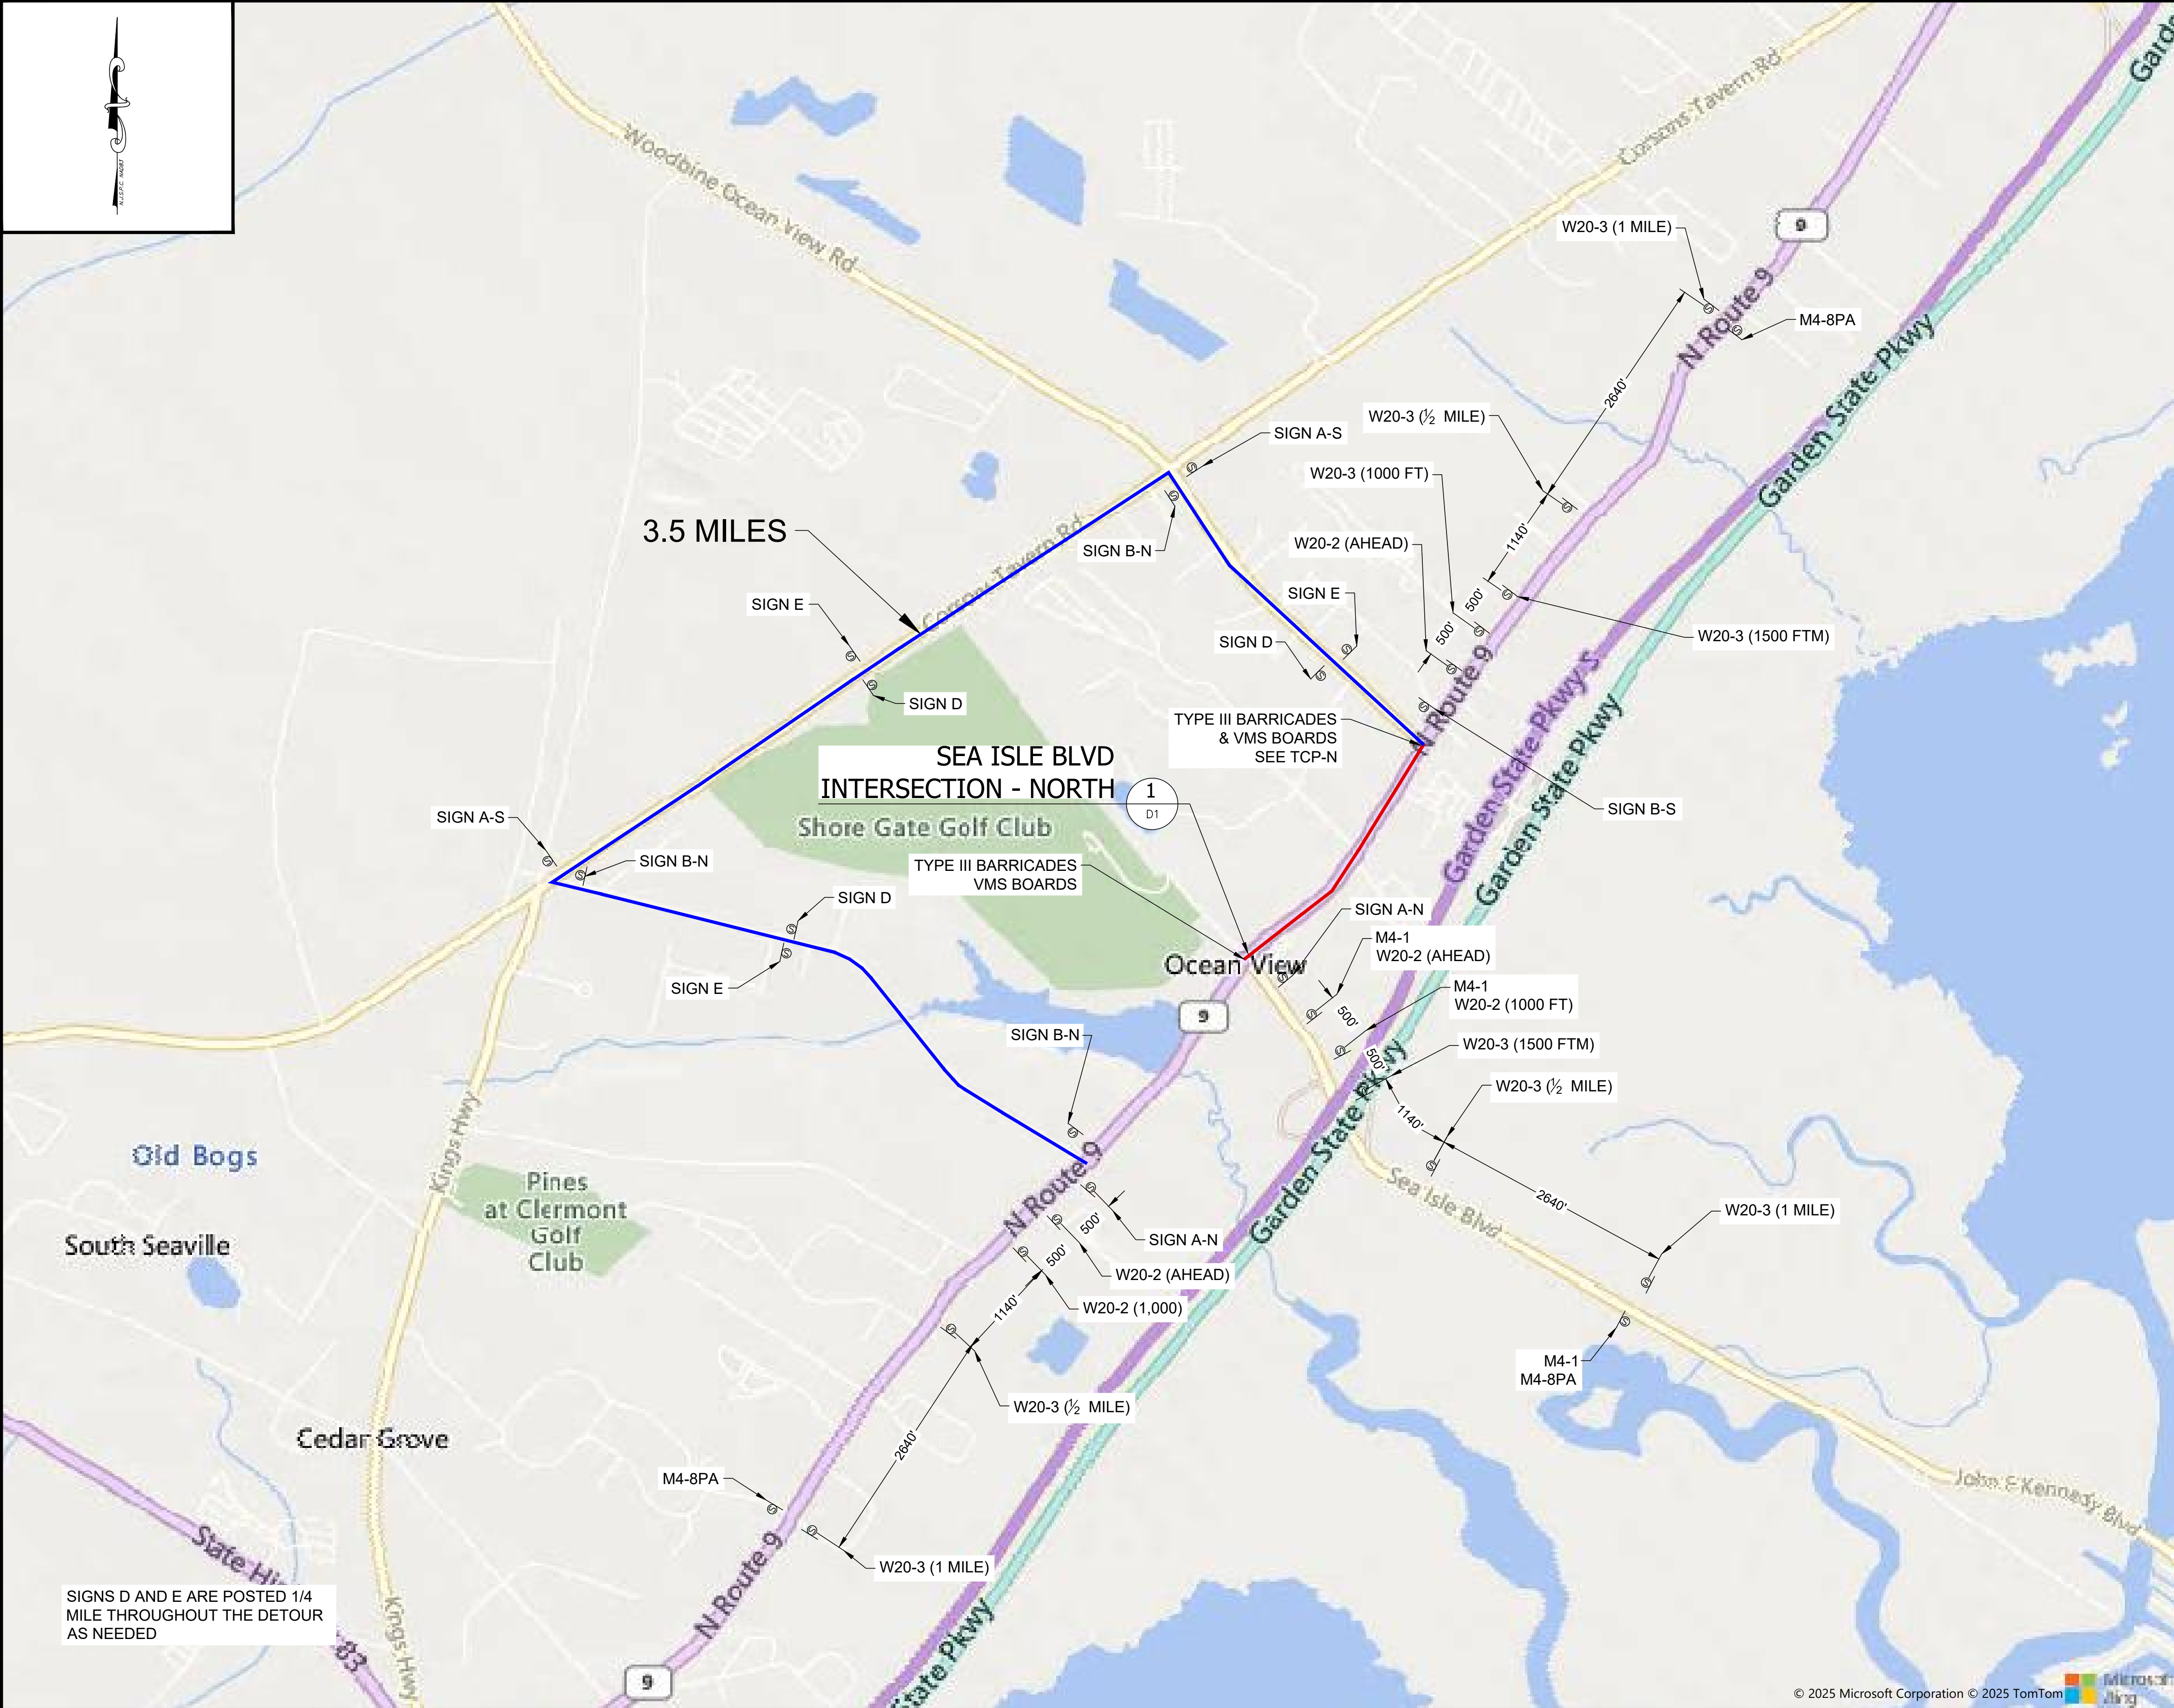 N.J.S.P.C. NAD83
Woodbine Ocean View Rd
Corsons Tavern Rd
Garden State Pkwy
W20-3 (1 MILE)
9
M4-8PA
N Route 9
2640'
W20-3 (½ MILE)
SIGN A-S
W20-3 (1000 FT)
3.5 MILES
1140'
SIGN B-N
W20-2 (AHEAD)
Corsons Tavern Rd
SIGN E
SIGN E
500'
500'
W20-3 (1500 FTM)
SIGN D
SIGN D
N Route 9
Garden State Pkwy S
Garden State Pkwy
TYPE III BARRICADES
& VMS BOARDS
SEE TCP-N
SEA ISLE BLVD
INTERSECTION - NORTH
1
D1
SIGN B-S
SIGN A-S
Shore Gate Golf Club
SIGN B-N
TYPE III BARRICADES
VMS BOARDS
SIGN D
SIGN A-N
M4-1
W20-2 (AHEAD)
Ocean View
SIGN E
M4-1
W20-2 (1000 FT)
9
500'
SIGN B-N
500'
W20-3 (1500 FTM)
W20-3 (½ MILE)
1140'
Kings Hwy
Old Bogs
Pines
at Clermont
Golf
Club
N Route 9
Garden State Pkwy
Sea Isle Blvd
2640'
W20-3 (1 MILE)
South Seaville
500'
SIGN A-N
500'
W20-2 (AHEAD)
W20-2 (1,000)
1140'
M4-1
M4-8PA
W20-3 (½ MILE)
Cedar Grove
2640'
M4-8PA
John F Kennedy Blvd
W20-3 (1 MILE)
N Route 9
SIGNS D AND E ARE POSTED 1/4
MILE THROUGHOUT THE DETOUR
AS NEEDED
State
83
Kings Hwy
9
State Pkwy
© 2025 Microsoft Corporation © 2025 TomTom
Microsoft
Bing